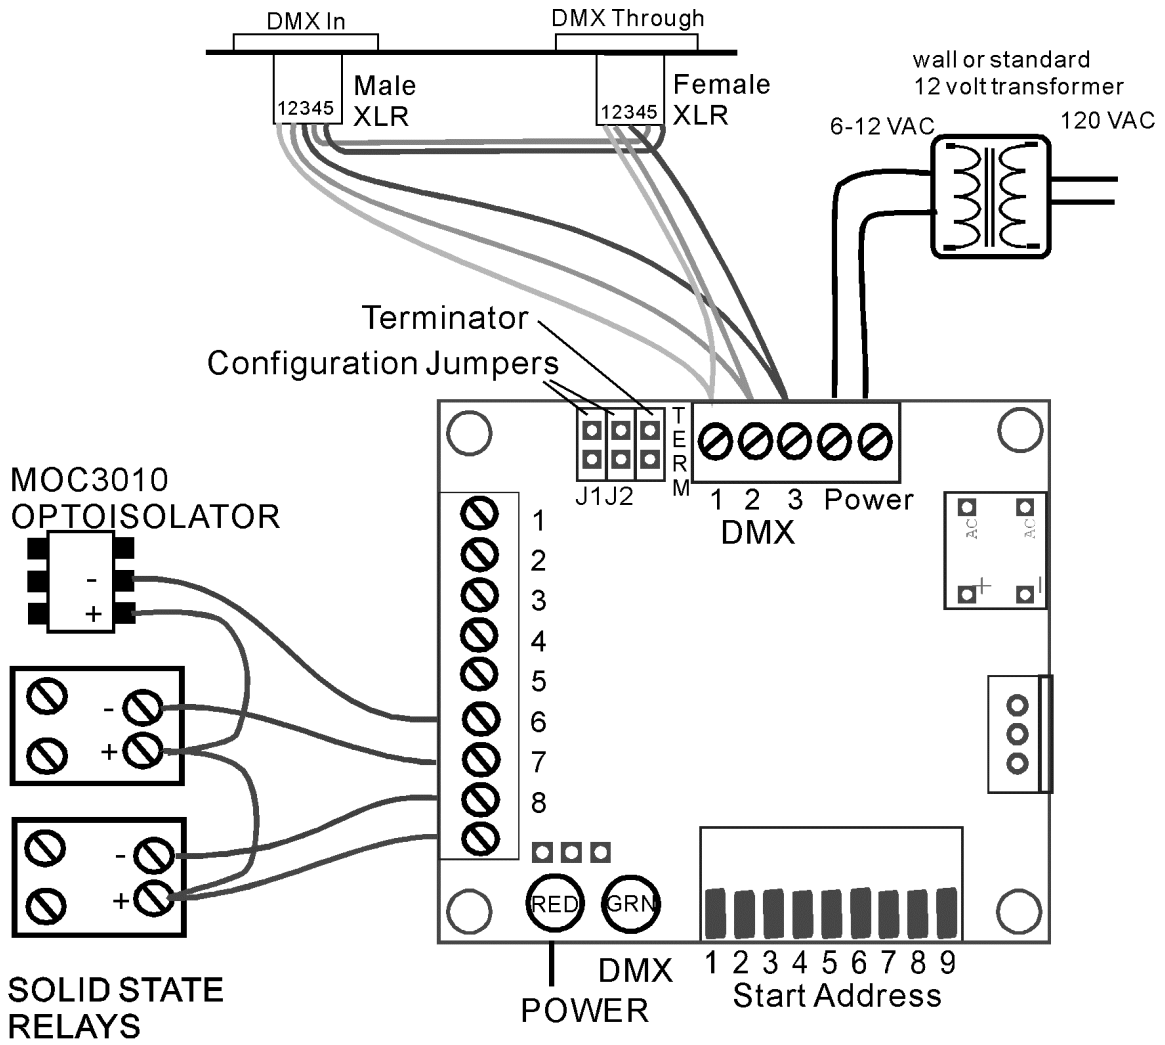 DMX In
DMX Through
Male
XLR
12345
Female
XLR
12345
wall or standard
12 volt transformer
6-12 VAC
120 VAC
Terminator
Configuration Jumpers
TERM
J1 J2
1 2 3 Power
DMX
MOC3010
OPTOISOLATOR
-
+
-
+
-
+
1
2
3
4
5
6
7
8
AC
AC
+
-
RED
GRN
DMX
POWER
1 2 3 4 5 6 7 8 9
Start Address
SOLID STATE
RELAYS